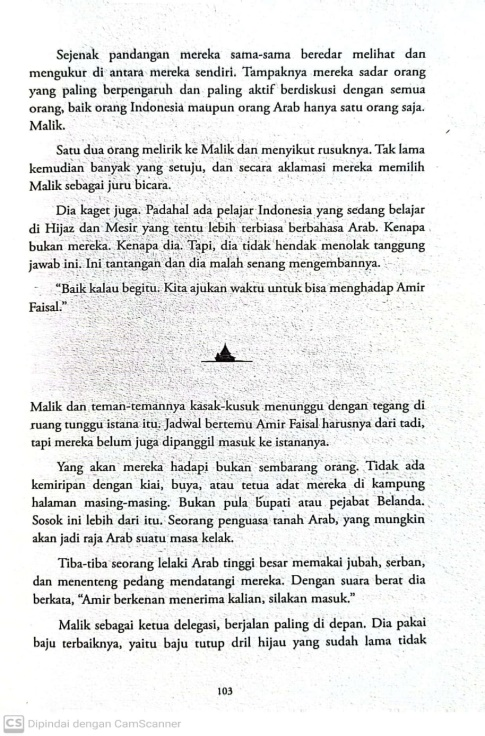 Sejenak pandangan mereka sama-sama beredar melihat dan
mengukur di antara mereka sendiri. Tampaknya mereka sadar orang
yang paling berpengaruh dan paling aktif berdiskusi dengan semua
orang, baik orang Indonesia maupun orang Arab hanya satu orang saja.
Malik.
Satu dua orang melirik ke Malik dan menyikut rusuknya. Tak lama
kemudian banyak yang setuju, dan secara aklamasi mereka memilih
Malik sebagai juru bicara.
Dia kaget juga. Padahal ada pelajar Indonesia yang sedang belajar
di Hijaz dan Mesir yang tentu lebih terbiasa berbahasa Arab. Kenapa
bukan mereka. Kenapa dia. Tapi, dia tidak hendak menolak tanggung
jawab ini. Ini tantangan dan dia malah senang mengembannya.
“Baik kalau begitu. Kita ajukan waktu untuk bisa menghadap Amir
Faisal.”
Malik dan teman-temannya kasak-kusuk menunggu dengan tegang di
ruang tunggu istana itu. Jadwal bertemu Amir Faisal harusnya dari tadi,
tapi mereka belum juga dipanggil masuk ke istananya.
Yang akan mereka hadapi bukan sembarang orang. Tidak ada
kemiripan dengan kiai, buya, atau tetua adat mereka di kampung
halaman masing-masing. Bukan pula bupati atau pejabat Belanda.
Sosok ini lebih dari itu. Seorang penguasa tanah Arab, yang mungkin
akan jadi raja Arab suatu masa kelak.
Tiba-tiba seorang lelaki Arab tinggi besar memakai jubah, serban,
dan menenteng pedang mendatangi mereka. Dengan suara berat dia
berkata, “Amir berkenan menerima kalian, silakan masuk.”
Malik sebagai ketua delegasi, berjalan paling di depan. Dia pakai
baju terbaiknya, yaitu baju tutup dril hijau yang sudah lama tidak
103
CS Dipindai dengan CamScanner